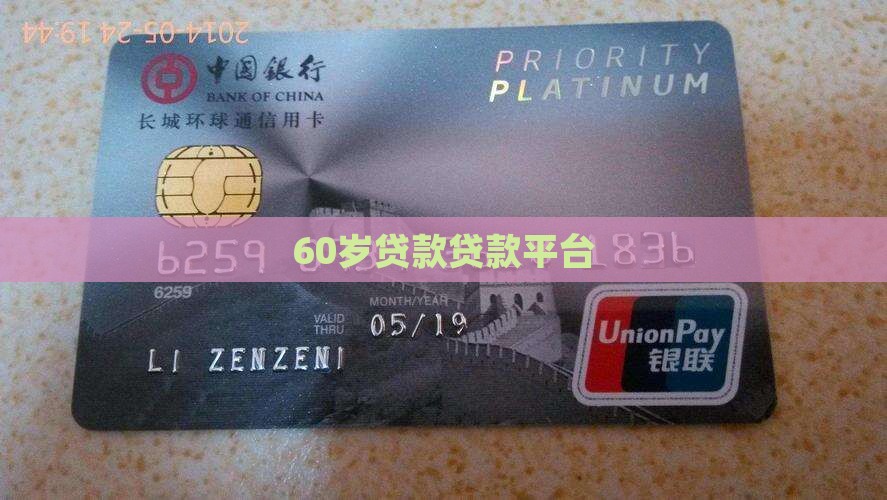 2014-05-24 19:44
中国银行
BANK OF CHINA
长城环球通信用卡
PRIORITY
PLATINUM
60岁贷款贷款平台
6259 1836
6259
MONTH/YEAR
VALID
THRU
05/19
LI ZENZENI
UnionPay
银联